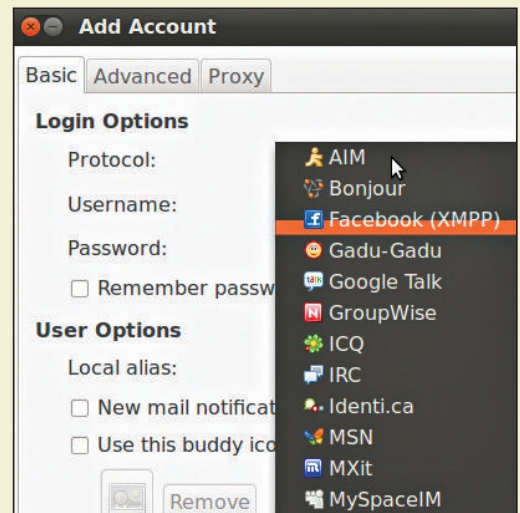 Add Account
Basic Advanced Proxy
Login Options
Protocol:
Username:
Password:
Remember passw
User Options
Local alias:
New mail notificat
Use this buddy ico
Remove
AIM
Bonjour
Facebook (XMPP)
Gadu-Gadu
talk Google Talk
N GroupWise
ICQ
IRC
Identi.ca
MSN
m MXit
MySpaceIM